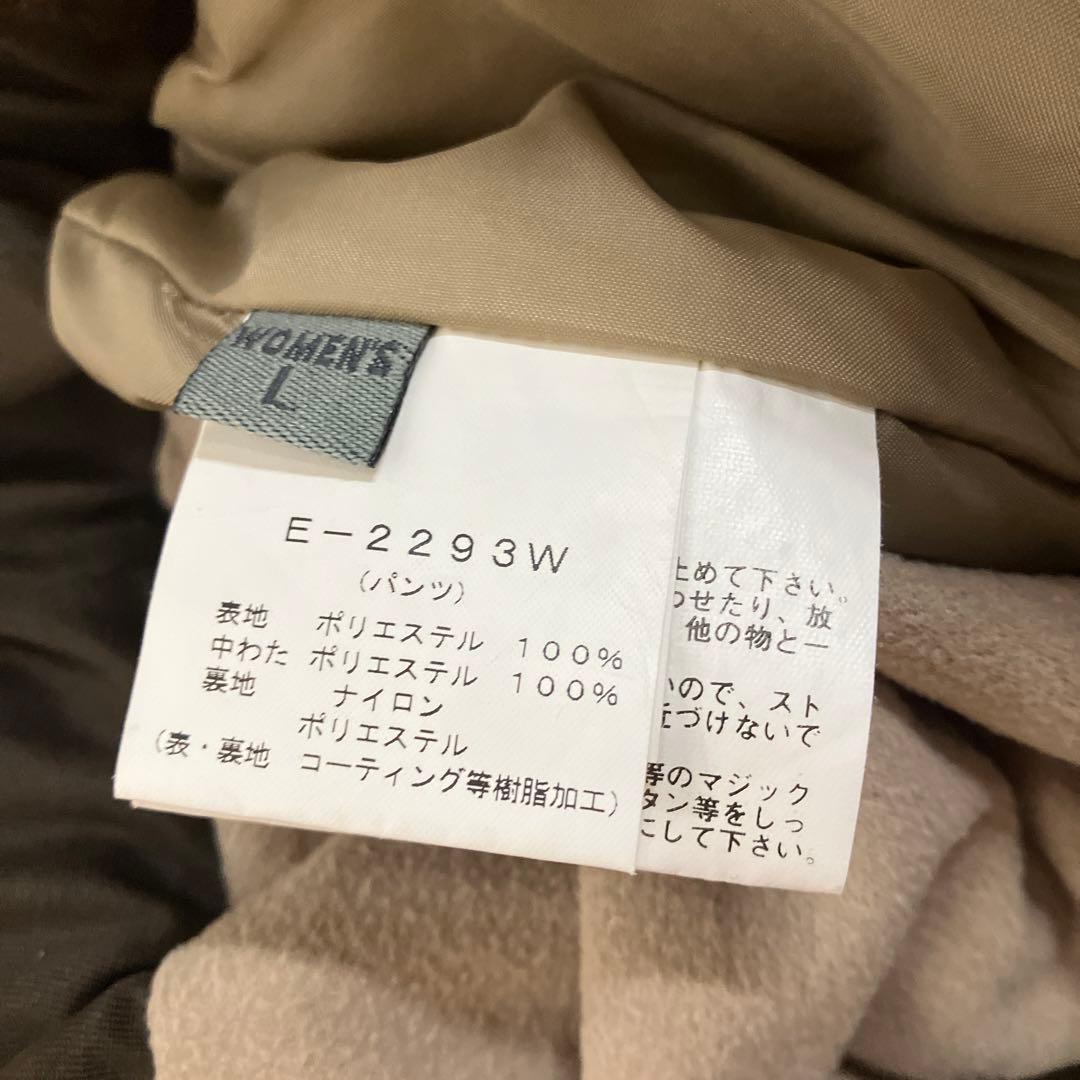 WOMEN'S
L
E－2293W
（パンツ）
表地 ポリエステル 100％
中わた ポリエステル 100％
裏地 ナイロン
ポリエステル
（表・裏地 コーティング等樹脂加工）
止めて下さい。
つせたり、放
他の物と一
いので、スト
近づけないで
等のマジック
タン等をしっ
にして下さい。